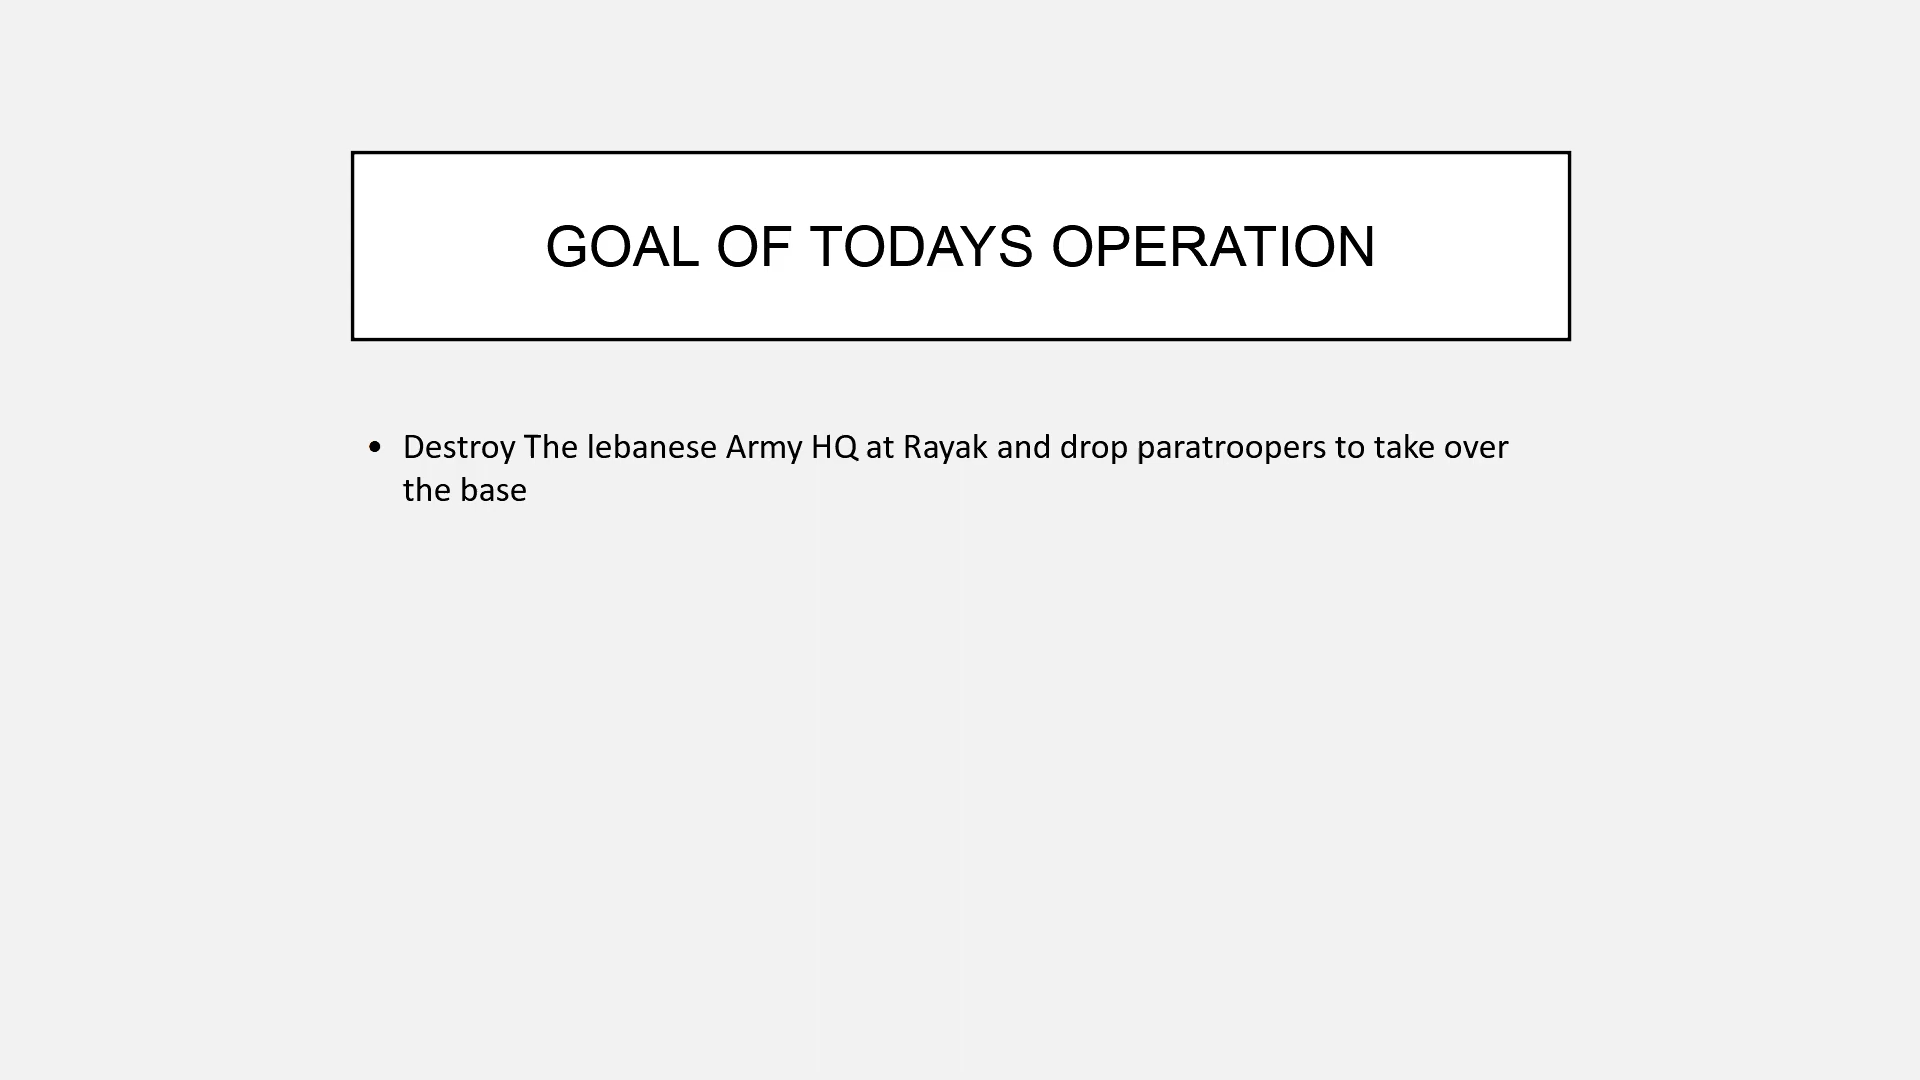 GOAL OF TODAYS OPERATION
• Destroy The lebanese Army HQ at Rayak and drop paratroopers to take over
the base